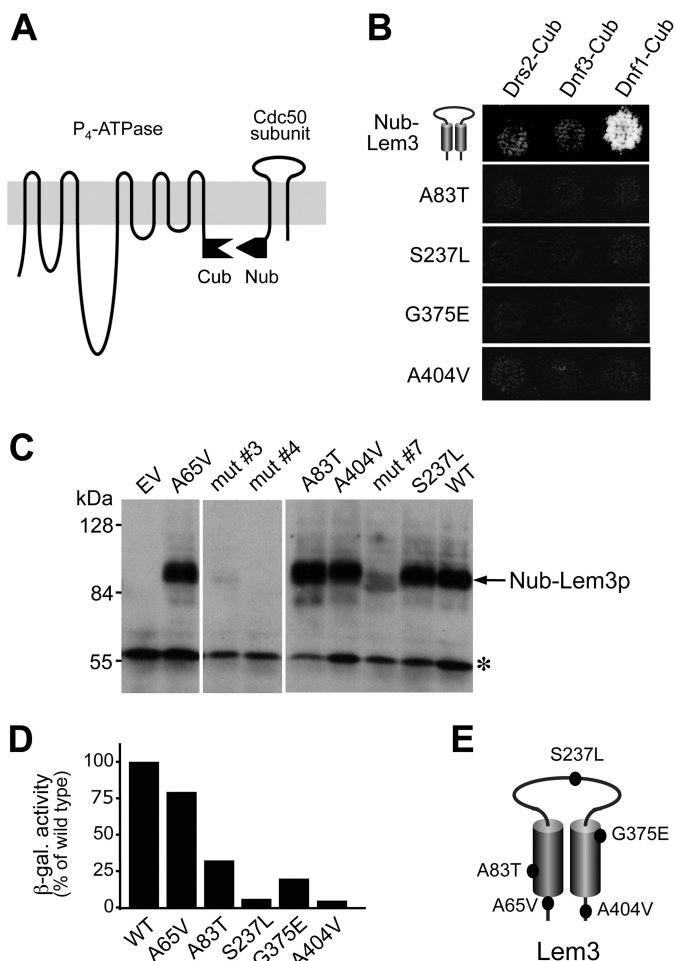 A
P4-ATPase
Cdc50
subunit
Cub
Nub
B
Drs2-Cub
Dnf3-Cub
Dnf1-Cub
Nub-
Lem3
A83T
S237L
G375E
A404V
C
EV
A65V
mut #3
mut #4
A83T
A404V
mut #7
S237L
WT
kDa
128
84
55
Nub-Lem3p
*
D
β-gal. activity
(% of wild type)
100
75
50
25
0
WT
A65V
A83T
S237L
G375E
A404V
E
S237L
G375E
A83T
A65V
A404V
Lem3